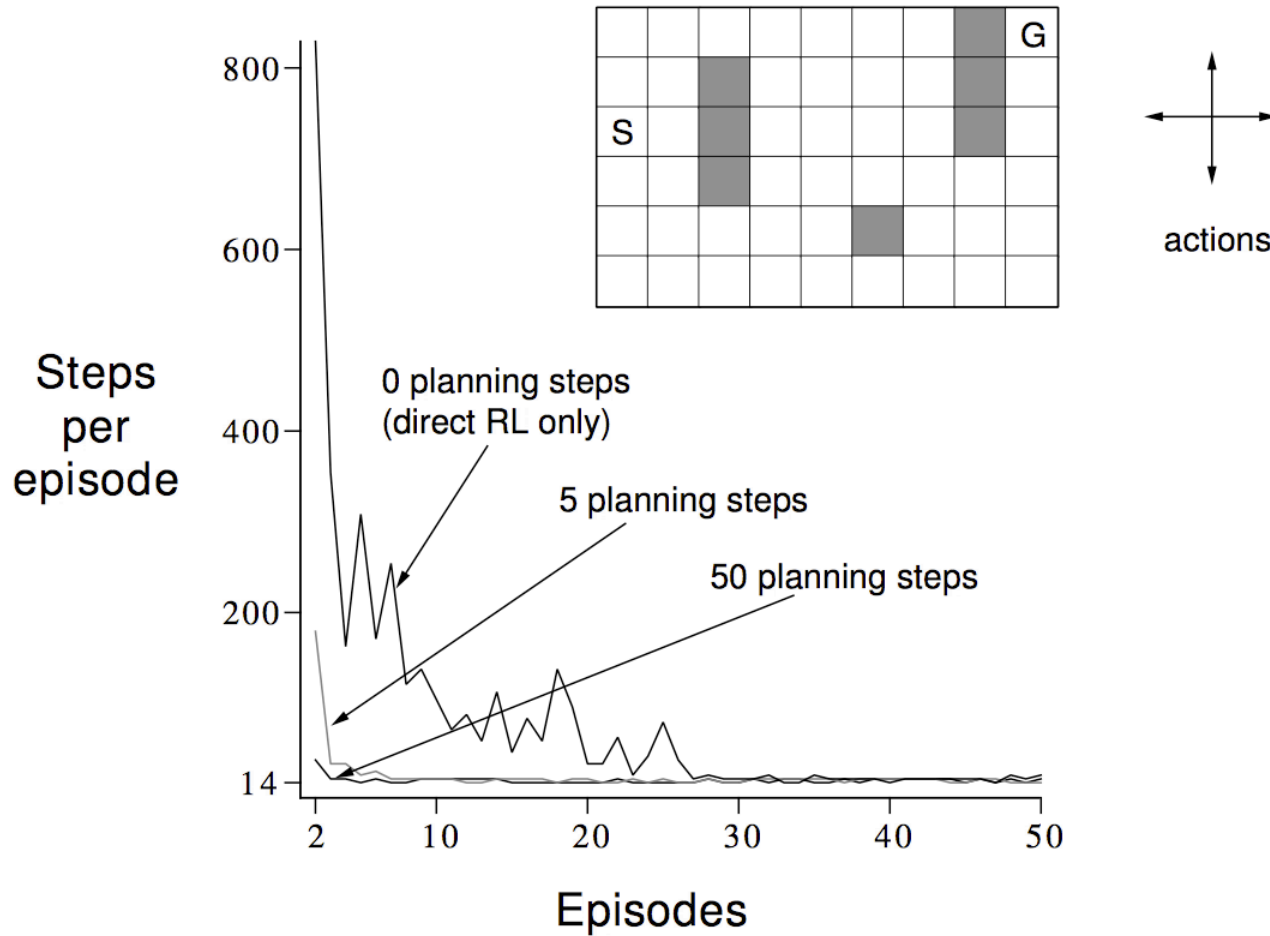 G
S
actions
800
600
400
200
14
Steps
per
episode
0 planning steps
(direct RL only)
5 planning steps
50 planning steps
2
10
20
30
40
50
Episodes